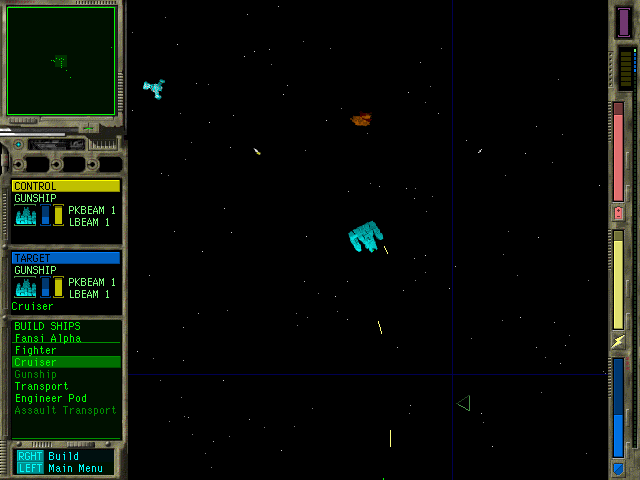 CONTROL
GUNSHIP
PKBEAM 1
LBEAM 1
TARGET
GUNSHIP
PKBEAM 1
LBEAM 1
Cruiser
BUILD SHIPS
Fansi Alpha
Fighter
Cruiser
Gunship
Transport
Engineer Pod
Assault Transport
RGHT Build
LEFT Main Menu